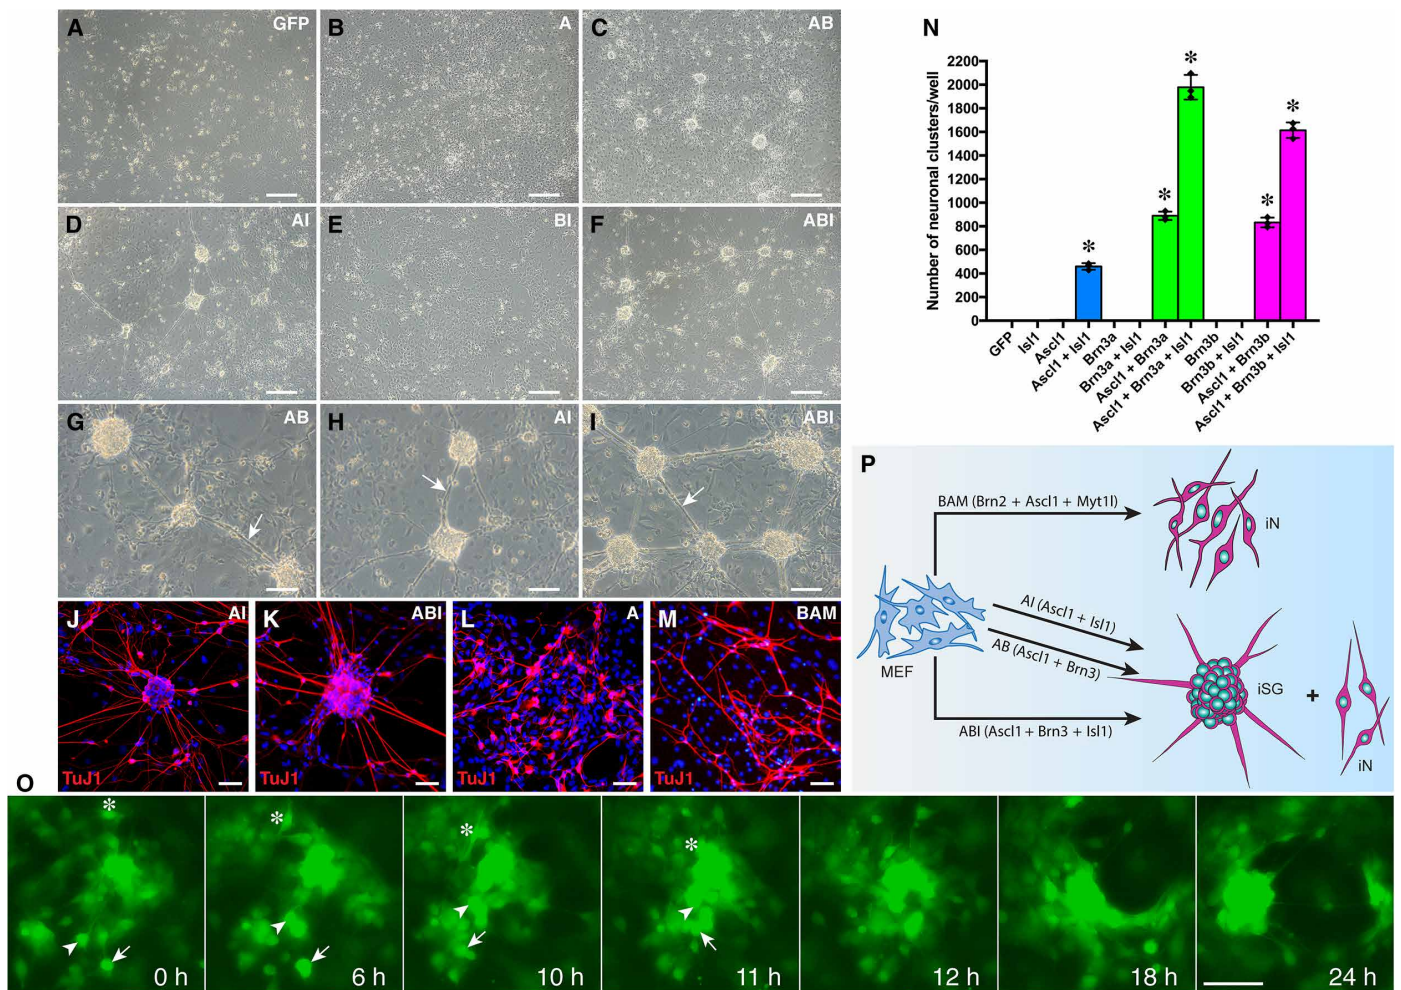 A
GFP
B
A
C
AB
D
AI
E
BI
F
ABI
G
AB
H
AI
I
ABI
J
AI
TuJ1
K
ABI
TuJ1
L
A
TuJ1
M
BAM
TuJ1
N
Number of neuronal clusters/well
2200
2000
1800
1600
1400
1200
1000
800
600
400
200
0
*
*
*
*
*
GFP
Isl1
Ascl1
Ascl1 + Isl1
Brn3a
Brn3a + Isl1
Ascl1 + Brn3a
Ascl1 + Brn3a + Isl1
Brn3b
Brn3b + Isl1
Ascl1 + Brn3b
Ascl1 + Brn3b + Isl1
P
BAM (Brn2 + Ascl1 + Myt1l)
iN
AI (Ascl1 + Isl1)
AB (Ascl1 + Brn3)
MEF
iSG
+
ABI (Ascl1 + Brn3 + Isl1)
iN
O
*
0 h
*
6 h
*
10 h
*
11 h
12 h
18 h
24 h